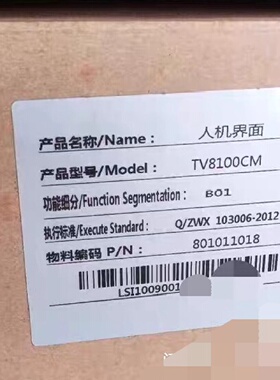 产品名称/Name: 人机界面
产品型号/Model: TV8100CM
功能细分/Function Segmentation: B01
执行标准/Execute Standard: Q/ZWX 103006-2012
物料编码 P/N: 801011018
LSI1009001